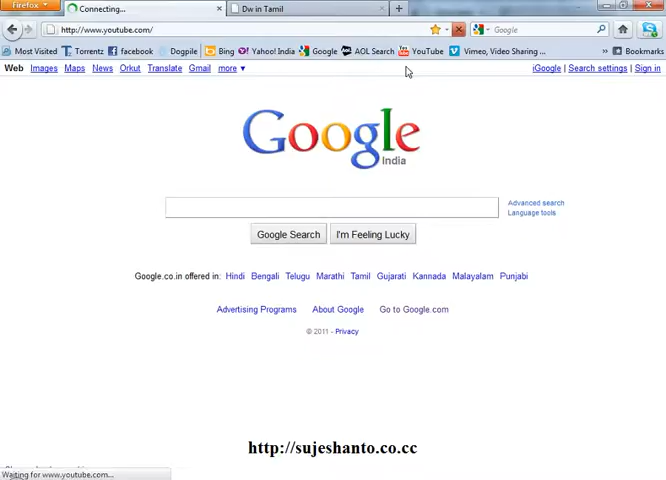 Firefox
Connecting...
Dw in Tamil
http://www.youtube.com/
Google
Most Visited Torrentz facebook Dogpile Bing Yahoo! India Google AOL Search YouTube Vimeo, Video Sharing ... » Bookmarks
Web Images Maps News Orkut Translate Gmail more ▼
iGoogle | Search settings | Sign in
Google
India
Advanced search
Language tools
Google Search I'm Feeling Lucky
Google.co.in offered in: Hindi Bengali Telugu Marathi Tamil Gujarati Kannada Malayalam Punjabi
Advertising Programs About Google Go to Google.com
© 2011 - Privacy
http://sujeshanto.co.cc
Waiting for www.youtube.com...